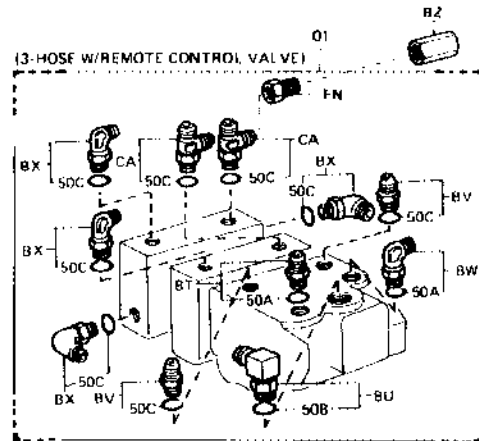 BZ
01
(3-HOSE W/REMOTE CONTROL VALVE)
FN
CA
BX
CA
BX
50C
50C
50C
50C
BV
50C
BX
50C
BT
50A
BW
50A
BX
50C
BV
50C
50B
BU